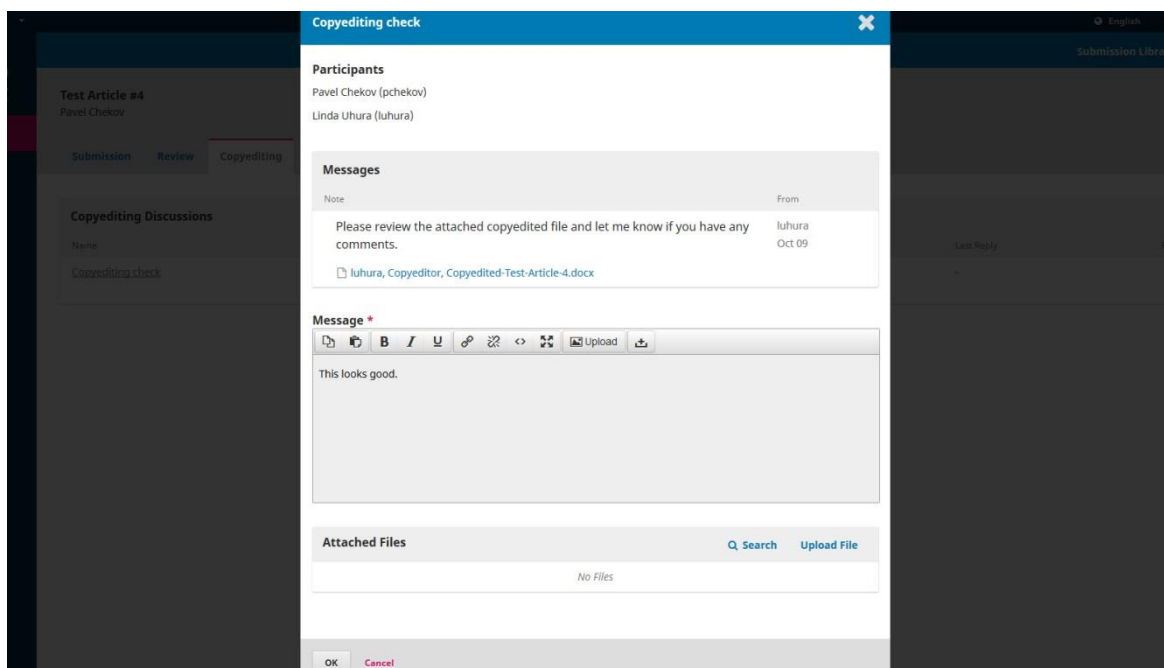 Copyediting check
English
Submission Libra
Participants
Pavel Chekov (pchekov)
Linda Uhura (luhura)
Test Article #4
Pavel Chekov
Submission Review Copyediting
Messages
Note From
Please review the attached copyedited file and let me know if you have any luhura
comments. Oct 09
luhura, Copyeditor, Copyedited-Test-Article-4.docx
Copyediting Discussions
Name Last Reply
Copyediting check -
Message *
B I U Upload
This looks good.
Attached Files Search Upload File
No Files
OK Cancel